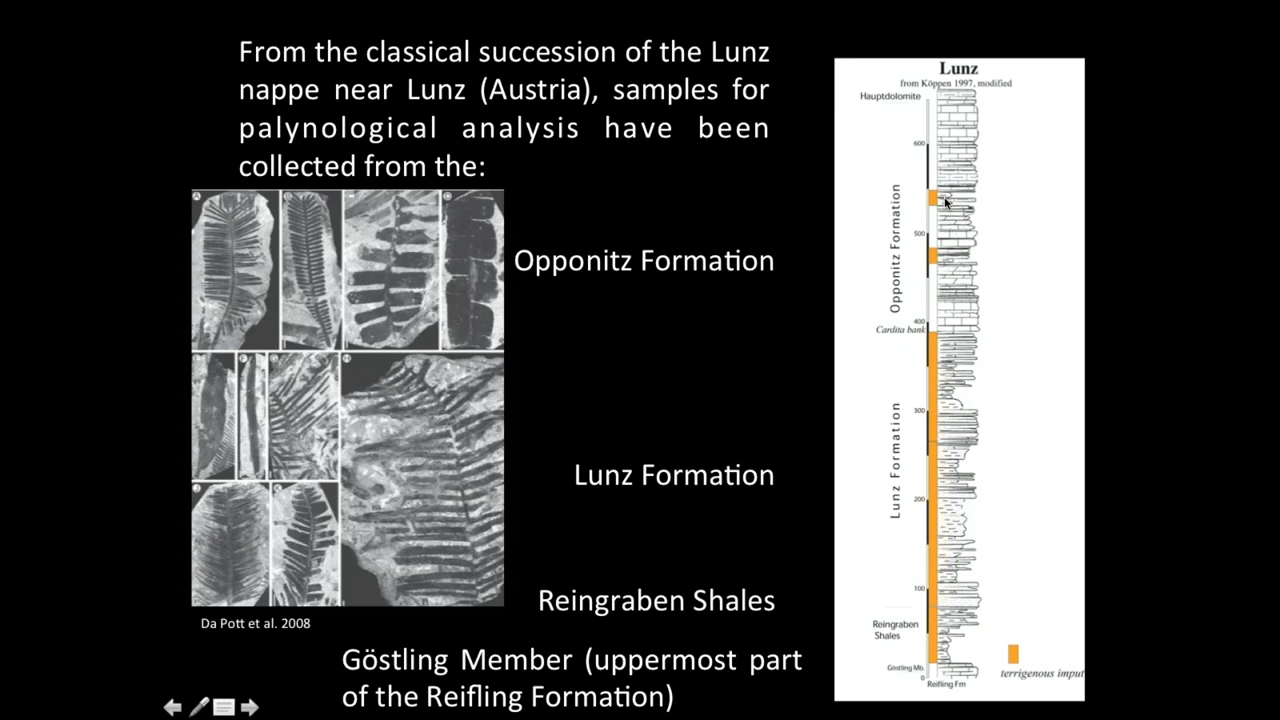 From the classical succession of the Lunz
ope near Lunz (Austria), samples for
palynological analysis have been
collected from the:
Opponitz Formation
Lunz Formation
Reingraben Shales
Göstling Member (uppermost part
of the Reifling Formation)
Da Pott et al. 2008
Lunz
from Köppen 1997, modified
Hauptdolomite
600
Opponitz Formation
500
400
Cardita bank
300
Lunz Formation
200
100
Reingraben
Shales
Göstling Mb.
0
Reifling Fm
terrigenous imput